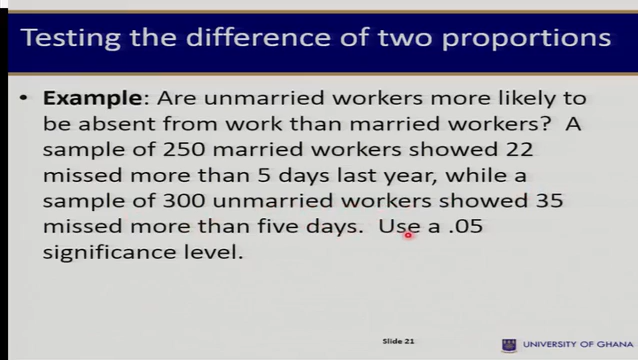 Testing the difference of two proportions
• Example: Are unmarried workers more likely to
be absent from work than married workers? A
sample of 250 married workers showed 22
missed more than 5 days last year, while a
sample of 300 unmarried workers showed 35
missed more than five days. Use a .05
significance level.
Slide 21
UNIVERSITY OF GHANA